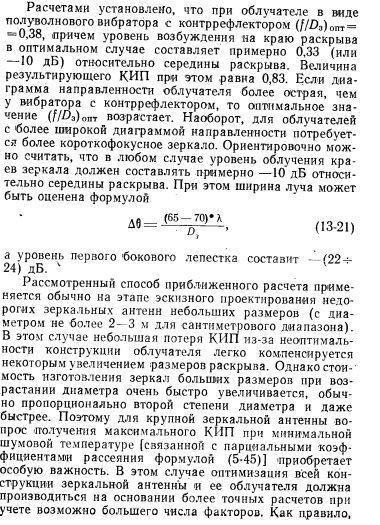 Расчетами установлено, что при облучателе в виде
полуволнового вибратора с контррефлектором (f/Dз)опт=
=0,38, причем уровень возбуждения на краю раскрыва
в оптимальном случае составляет примерно 0,33 (или
—10 дБ) относительно середины раскрыва. Величина
результирующего КИП при этом равна 0,83. Если диа-
грамма направленности облучателя более острая, чем
у вибратора с контррефлектором, то оптимальное зна-
чение (f/Dз)опт возрастает. Наоборот, для облучателей
с более широкой диаграммой направленности потребует-
ся более короткофокусное зеркало. Ориентировочно мож-
но считать, что в любом случае уровень облучения кра-
ев зеркала должен составлять примерно —10 дБ относи-
тельно середины раскрыва. При этом ширина луча может
быть оценена формулой
Δθ = (65—70)°λ / Dз, (13-21)
а уровень первого бокового лепестка составит —(22÷
24) дБ.
Рассмотренный способ приближенного расчета приме-
няется обычно на этапе эскизного проектирования недо-
рогих зеркальных антенн небольших размеров (с диа-
метром не более 2—3 м для сантиметрового диапазона).
В этом случае небольшая потеря КИП из-за неоптималь-
ности конструкции облучателя легко компенсируется
некоторым увеличением размеров раскрыва. Однако стои-
мость изготовления зеркал больших размеров при воз-
растании диаметра очень быстро увеличивается, обыч-
но пропорционально второй степени диаметра и даже
быстрее. Поэтому для крупной зеркальной антенны во-
прос получения максимального КИП при минимальной
шумовой температуре [связанной с парциальными коэф-
фициентами рассеяния формулой (5-45)] приобретает
особую важность. В этом случае оптимизация всей кон-
струкции зеркальной антенны и ее облучателя должна
производиться на основании более точных расчетов при
учете возможно большего числа факторов. Как правило,